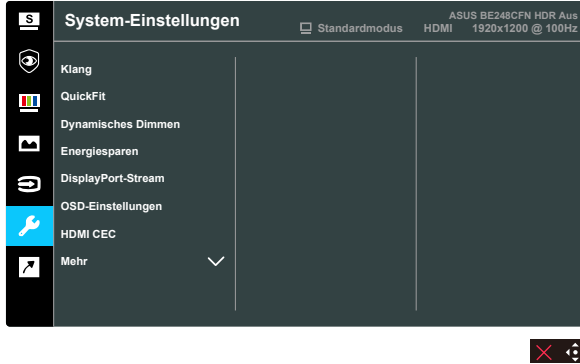 S
System-Einstellungen
ASUS BE248CFN HDR Aus
Standardmodus HDMI 1920x1200 @ 100Hz
Klang
QuickFit
Dynamisches Dimmen
Energiesparen
DisplayPort-Stream
OSD-Einstellungen
HDMI CEC
Mehr